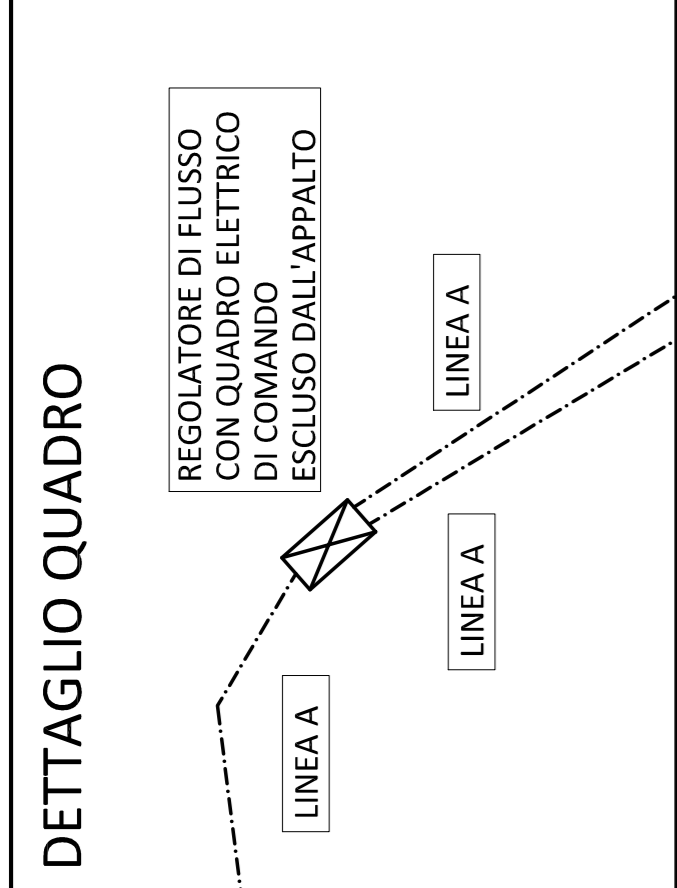 DETTAGLIO QUADRO
REGOLATORE DI FLUSSO
CON QUADRO ELETTRICO
DI COMANDO
ESCLUSO DALL'APPALTO
LINEA A
LINEA A
LINEA A